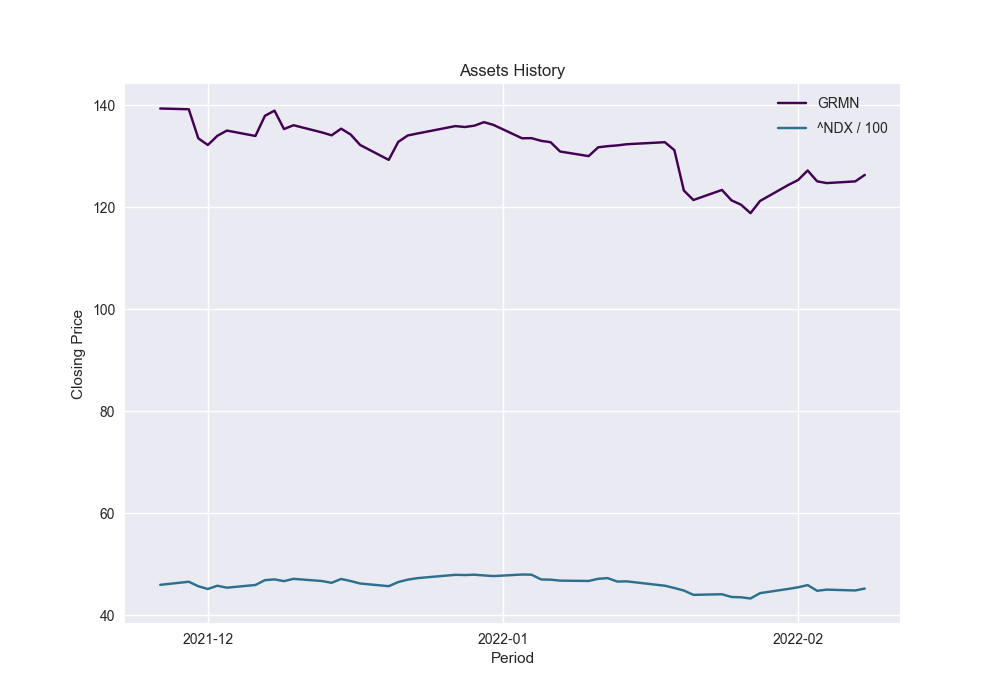 Assets History
GRMN
^NDX / 100
140
120
100
80
60
40
Closing Price
2021-12
2022-01
2022-02
Period